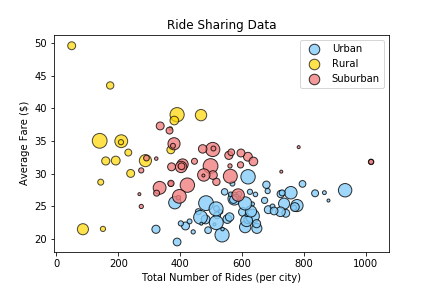 Ride Sharing Data
Urban
Rural
Suburban
50
45
40
35
30
25
20
Average Fare ($)
0
200
400
600
800
1000
Total Number of Rides (per city)